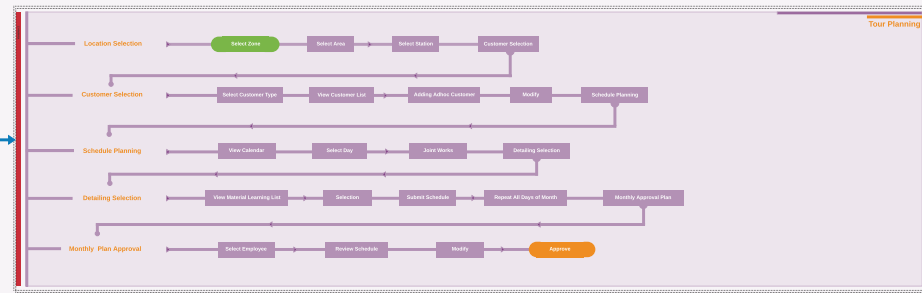 Tour Planning
Location Selection
Select Zone
Select Area
Select Station
Customer Selection
Customer Selection
Select Customer Type
View Customer List
Adding Adhoc Customer
Modify
Schedule Planning
Schedule Planning
View Calendar
Select Day
Joint Works
Detailing Selection
Detailing Selection
View Material Learning List
Selection
Submit Schedule
Repeat All Days of Month
Monthly Approval Plan
Monthly Plan Approval
Select Employee
Review Schedule
Modify
Approve